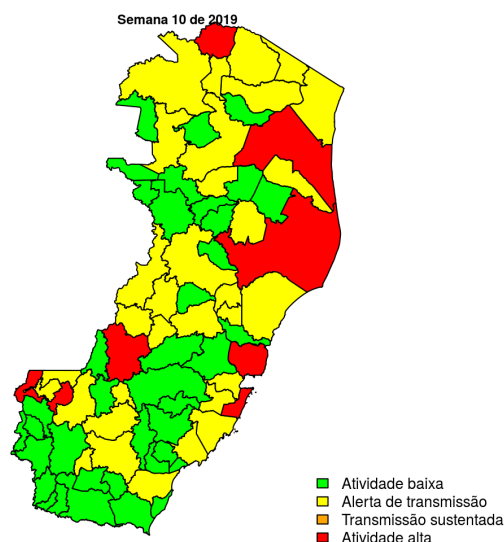 Semana 10 de 2019
Atividade baixa
Alerta de transmissão
Transmissão sustentada
Atividade alta